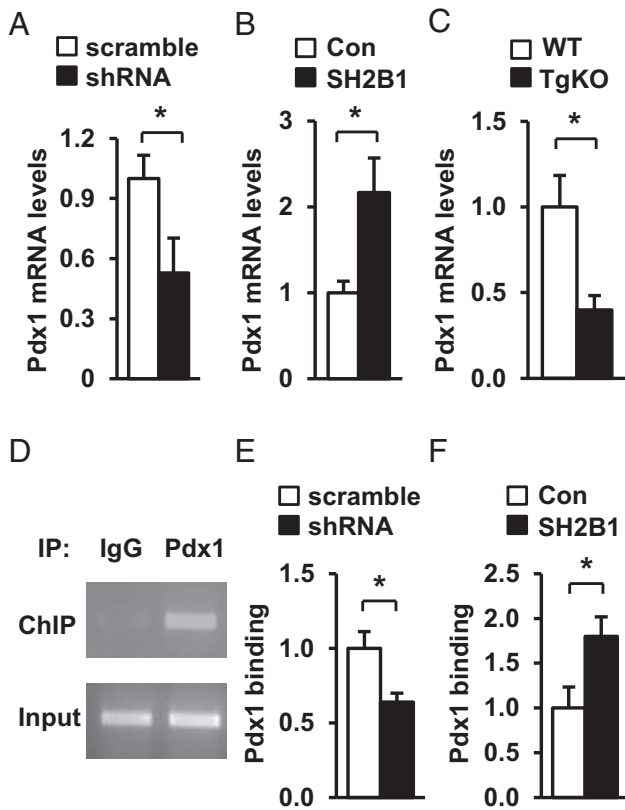 A
scramble
shRNA
*
1.2
0.9
0.6
0.3
0
Pdx1 mRNA levels
B
Con
SH2B1
*
3
2
1
0
Pdx1 mRNA levels
C
WT
TgKO
*
1.5
1.0
0.5
0.0
Pdx1 mRNA levels
D
IP: IgG Pdx1
ChIP
Input
E
scramble
shRNA
*
1.5
1.0
0.5
0.0
Pdx1 binding
F
Con
SH2B1
*
2.5
2.0
1.5
1.0
0.5
0.0
Pdx1 binding